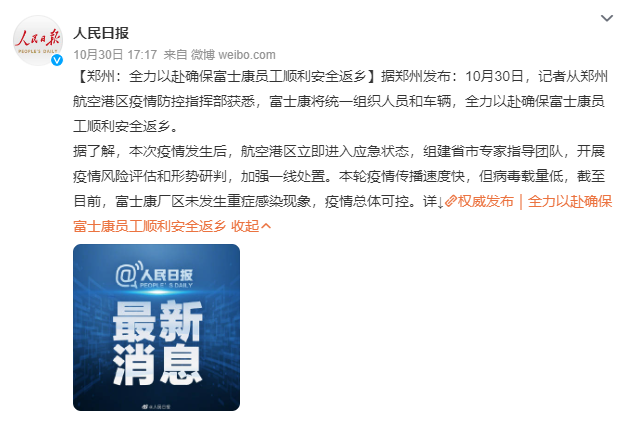 人民日报
PEOPLE'S DAILY
人民日报
10月30日 17:17 来自 微博 weibo.com
【郑州：全力以赴确保富士康员工顺利安全返乡】据郑州发布：10月30日，记者从郑州
航空港区疫情防控指挥部获悉，富士康将统一组织人员和车辆，全力以赴确保富士康员
工顺利安全返乡。
据了解，本次疫情发生后，航空港区立即进入应急状态，组建省市专家指导团队，开展
疫情风险评估和形势研判，加强一线处置。本轮疫情传播速度快，但病毒载量低，截至
目前，富士康厂区未发生重症感染现象，疫情总体可控。详↓权威发布｜全力以赴确保
富士康员工顺利安全返乡 收起
@人民日报
PEOPLE'S DAILY
最新
消息
@人民日报